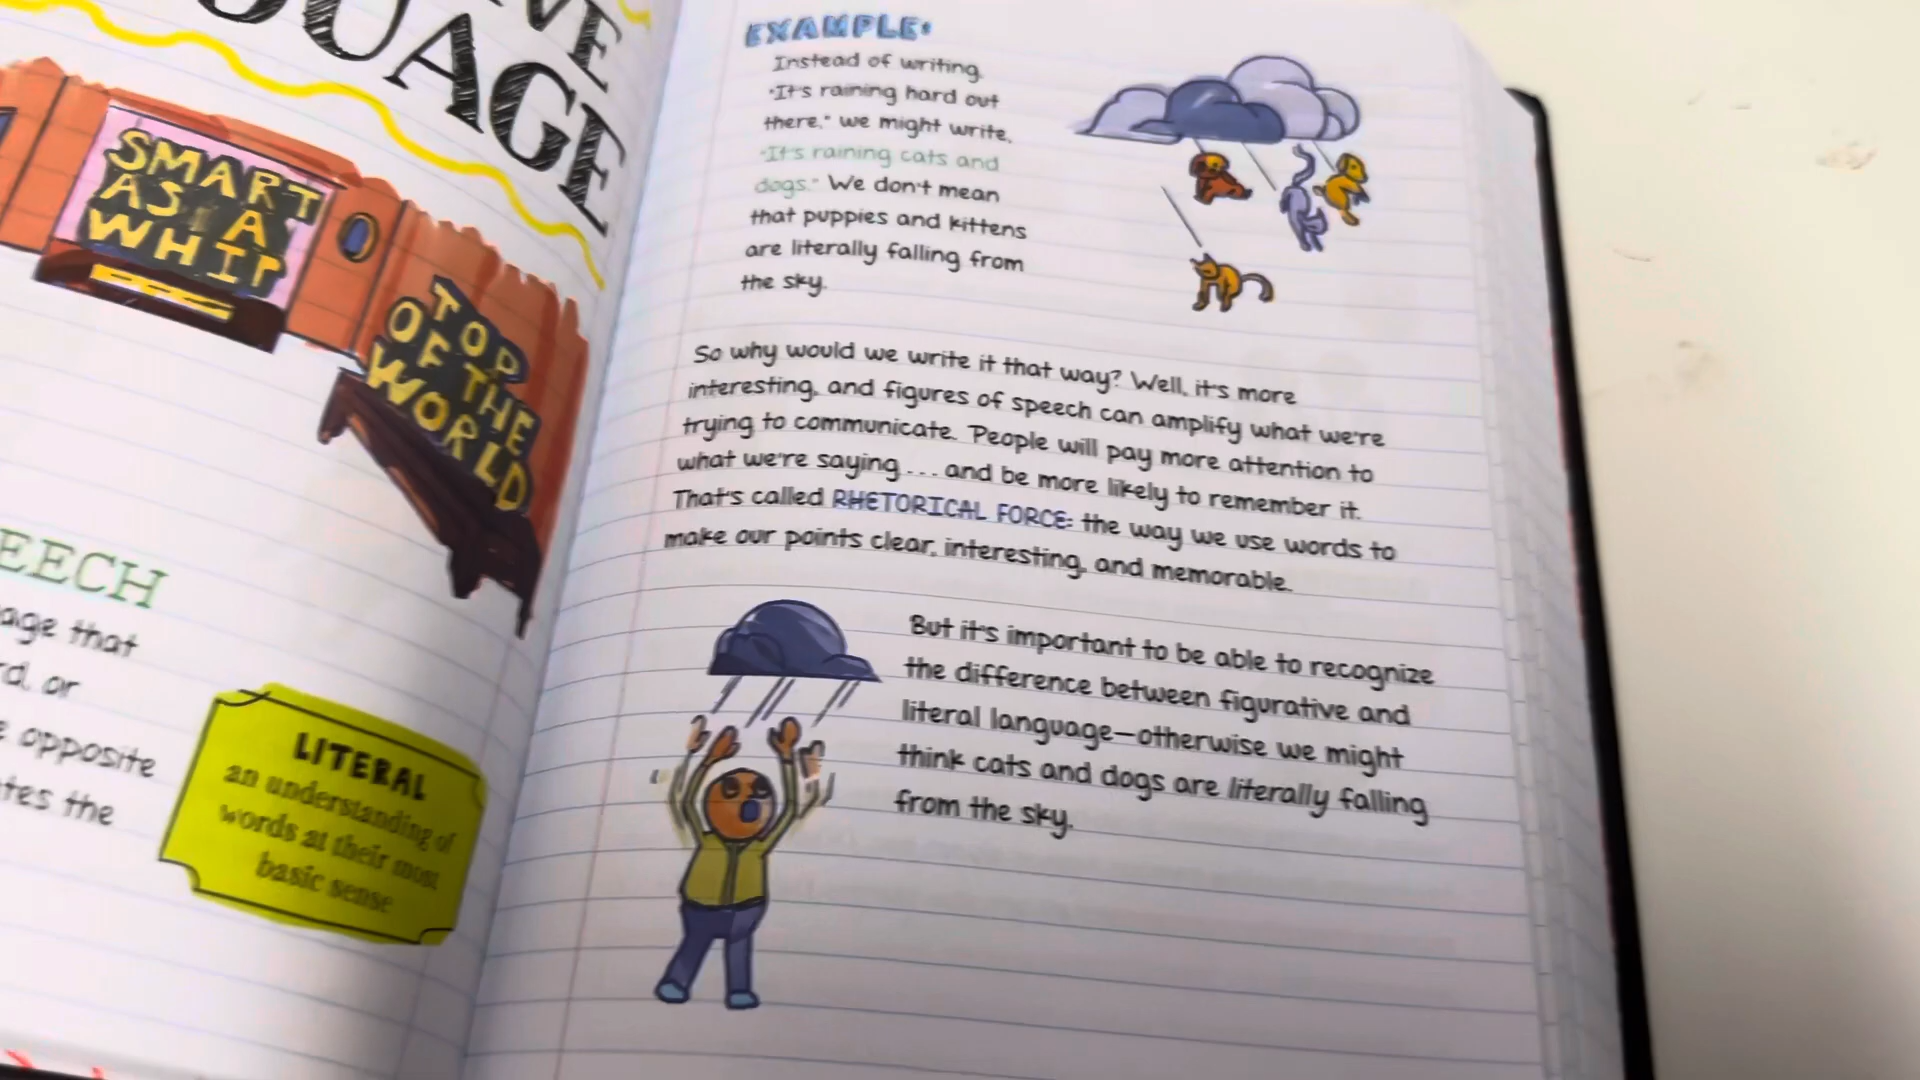 VE
UAGE
SMART
AS A
WHIP
TOP
OF THE
WORLD
EECH
age that
rd, or
e opposite
tes the
LITERAL
an understanding of
words at their most
basic sense
EXAMPLE:
Instead of writing,
"It's raining hard out
there," we might write,
"It's raining cats and
dogs." We don't mean
that puppies and kittens
are literally falling from
the sky.
So why would we write it that way? Well, it's more
interesting, and figures of speech can amplify what we're
trying to communicate. People will pay more attention to
what we're saying . . . and be more likely to remember it.
That's called RHETORICAL FORCE: the way we use words to
make our points clear, interesting, and memorable.
But it's important to be able to recognize
the difference between figurative and
literal language—otherwise we might
think cats and dogs are literally falling
from the sky.